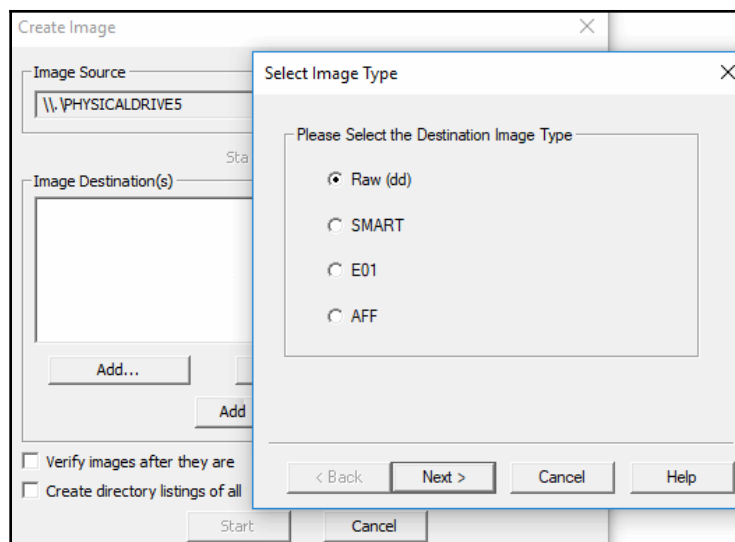 Create Image
Image Source
\\.\PHYSICALDRIVE5
Sta
Image Destination(s)
Add...
Add
Verify images after they are
Create directory listings of all
Start
Cancel
Select Image Type
Please Select the Destination Image Type
Raw (dd)
SMART
E01
AFF
< Back
Next >
Cancel
Help